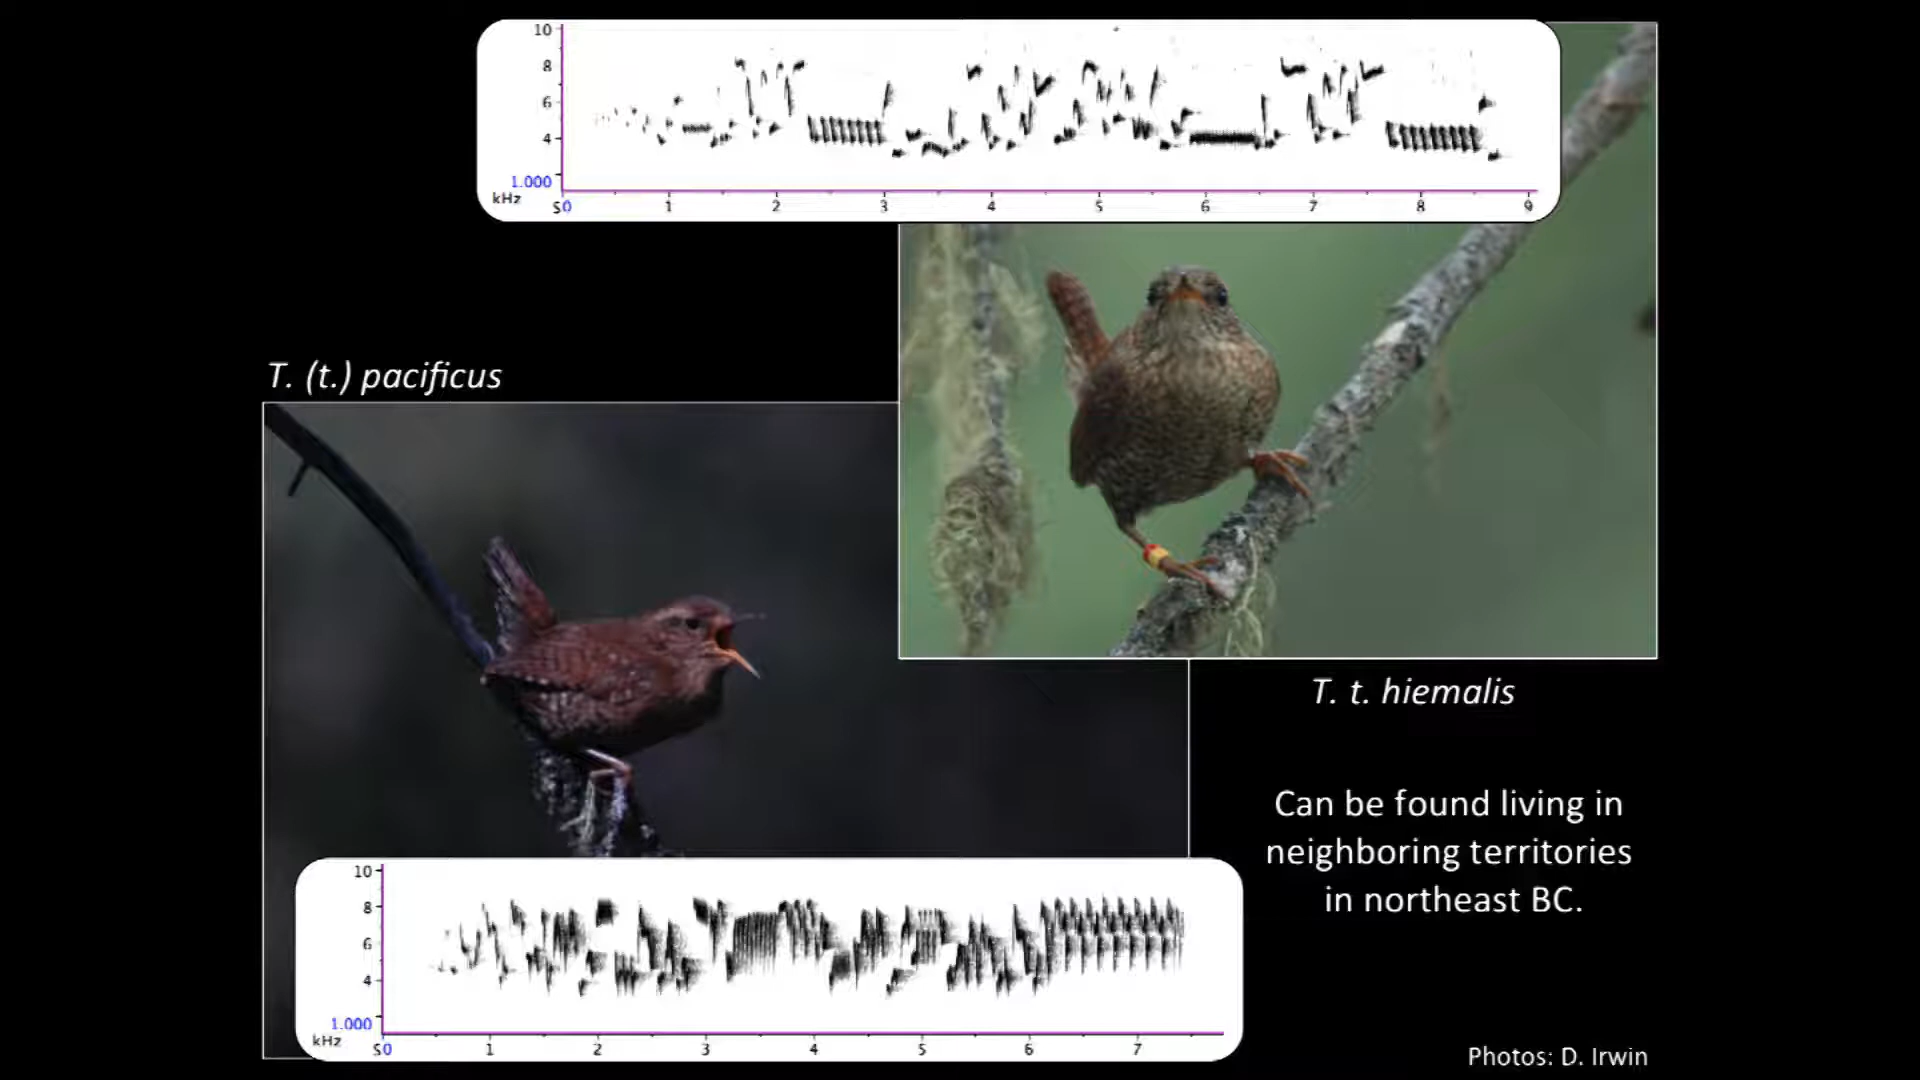 10
8
6
4
1.000
kHz
S0 1 2 3 4 5 6 7 8 9
T. (t.) pacificus
T. t. hiemalis
Can be found living in
neighboring territories
in northeast BC.
10
8
6
4
1.000
kHz
S0 1 2 3 4 5 6 7
Photos: D. Irwin